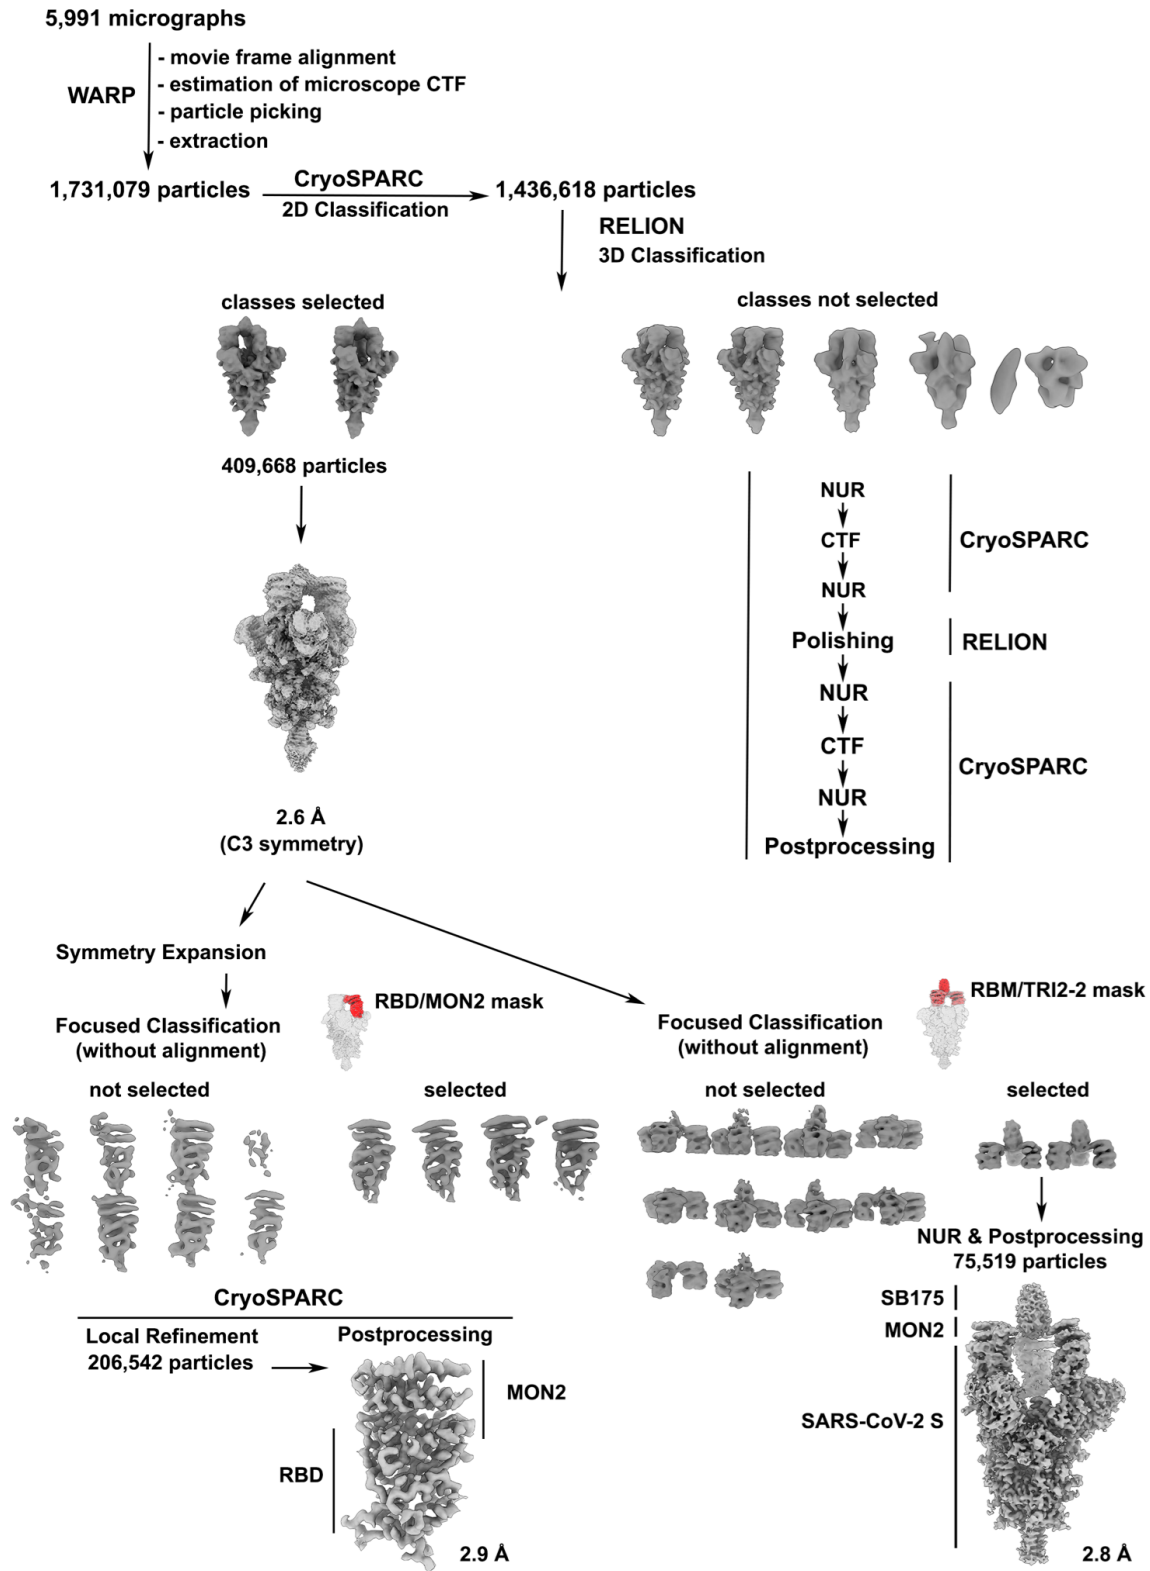 5,991 micrographs
WARP
- movie frame alignment
- estimation of microscope CTF
- particle picking
- extraction
1,731,079 particles
CryoSPARC
2D Classification
1,436,618 particles
RELION
3D Classification
classes selected
classes not selected
409,668 particles
NUR
CTF
NUR
CryoSPARC
Polishing
RELION
NUR
CTF
NUR
Postprocessing
CryoSPARC
2.6 Å
(C3 symmetry)
Symmetry Expansion
Focused Classification
(without alignment)
RBD/MON2 mask
not selected
selected
CryoSPARC
Local Refinement
206,542 particles
Postprocessing
MON2
RBD
2.9 Å
Focused Classification
(without alignment)
RBM/TRI2-2 mask
not selected
selected
NUR & Postprocessing
75,519 particles
SB175
MON2
SARS-CoV-2 S
2.8 Å